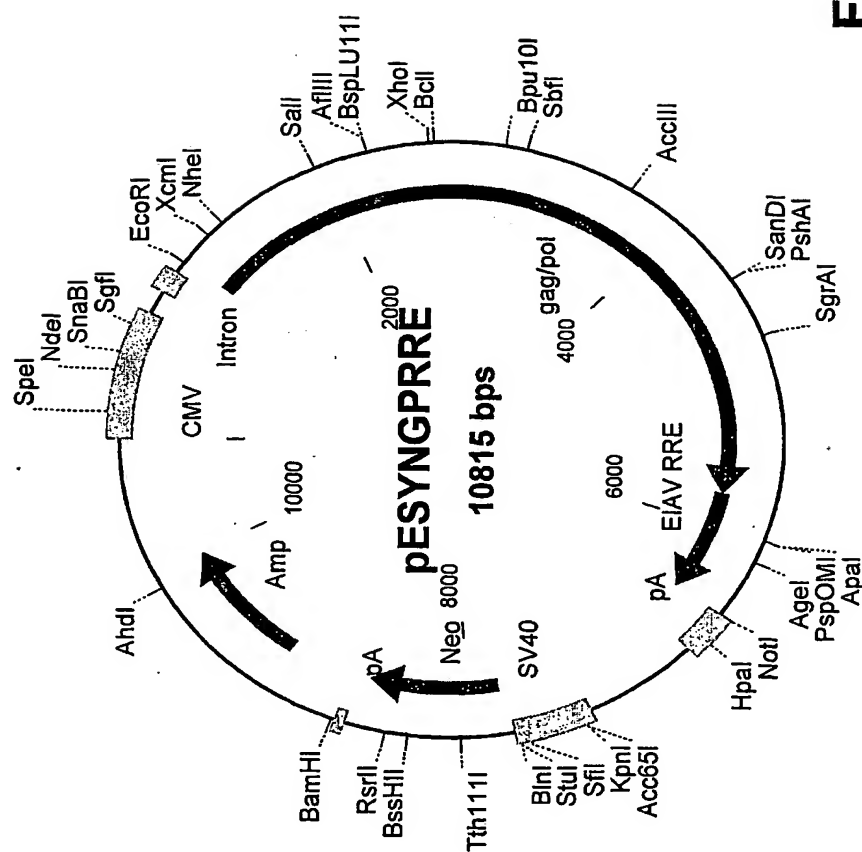 F
SpeI
NdeI
SnaBI
SgfI
EcoRI
XcmI
NheI
SalI
AflIII
BspLU11I
XhoI
BclI
Bpu10I
SbfI
AccIII
SanDI
PshAI
SgrAI
ApaI
PspOMI
AgeI
NotI
HpaI
Acc65I
KpnI
SfiI
StuI
BlnI
Tth111I
BssHII
RsrII
BamHI
AhdI
CMV
Intron
2000
gag/pol
4000
6000
EIAV RRE
pA
SV40
Neo
8000
pA
Amp
10000
pESYNGPRRE
10815 bps